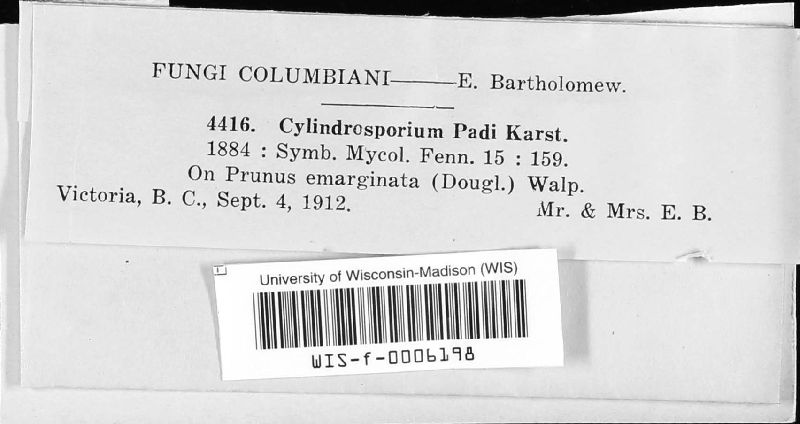 FUNGI COLUMBIANI——E. Bartholomew.
4416. Cylindrosporium Padi Karst.
1884 : Symb. Mycol. Fenn. 15 : 159.
On Prunus emarginata (Dougl.) Walp.
Victoria, B. C., Sept. 4, 1912. Mr. & Mrs. E. B.
University of Wisconsin-Madison (WIS)
WIS-f-0006198